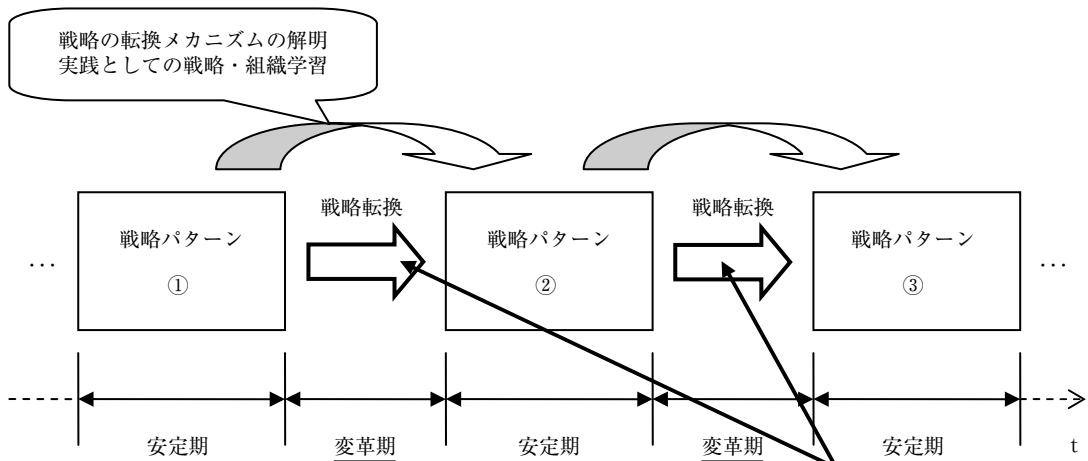 戦略の転換メカニズムの解明
実践としての戦略・組織学習
戦略転換
戦略転換
戦略パターン
①
戦略パターン
②
戦略パターン
③
…
…
安定期
変革期
安定期
変革期
安定期
t